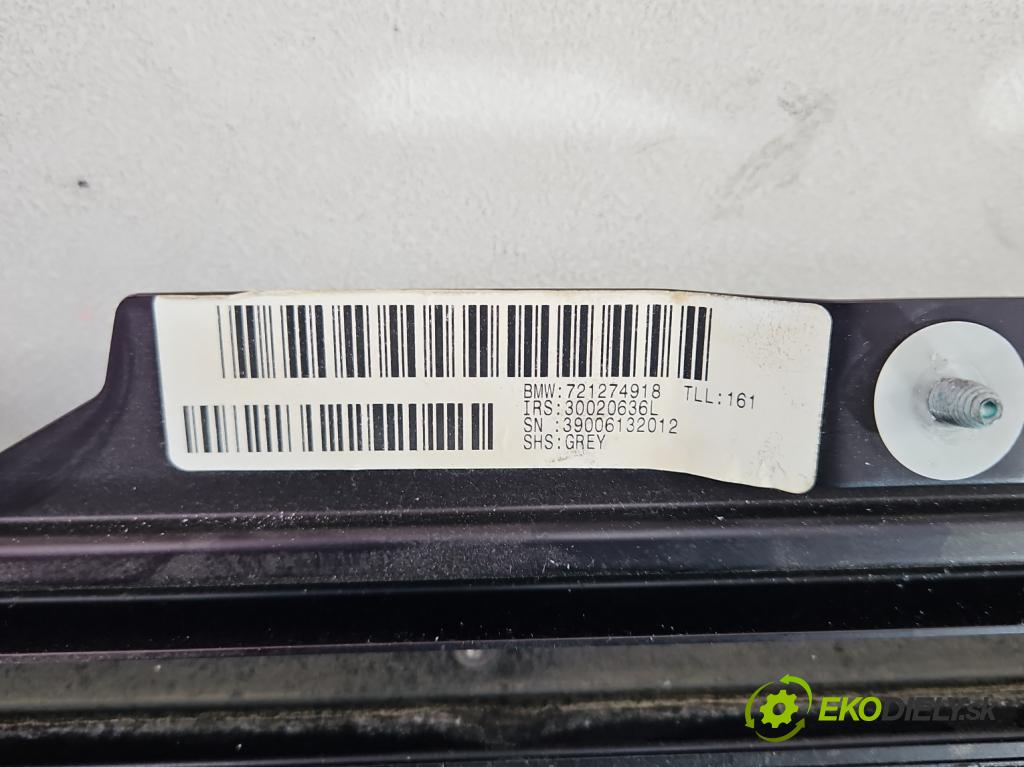 BMW:721274918 TLL:161
IRS:30020636L
SN :39006132012
SHS:GREY
EKODIELY.SK